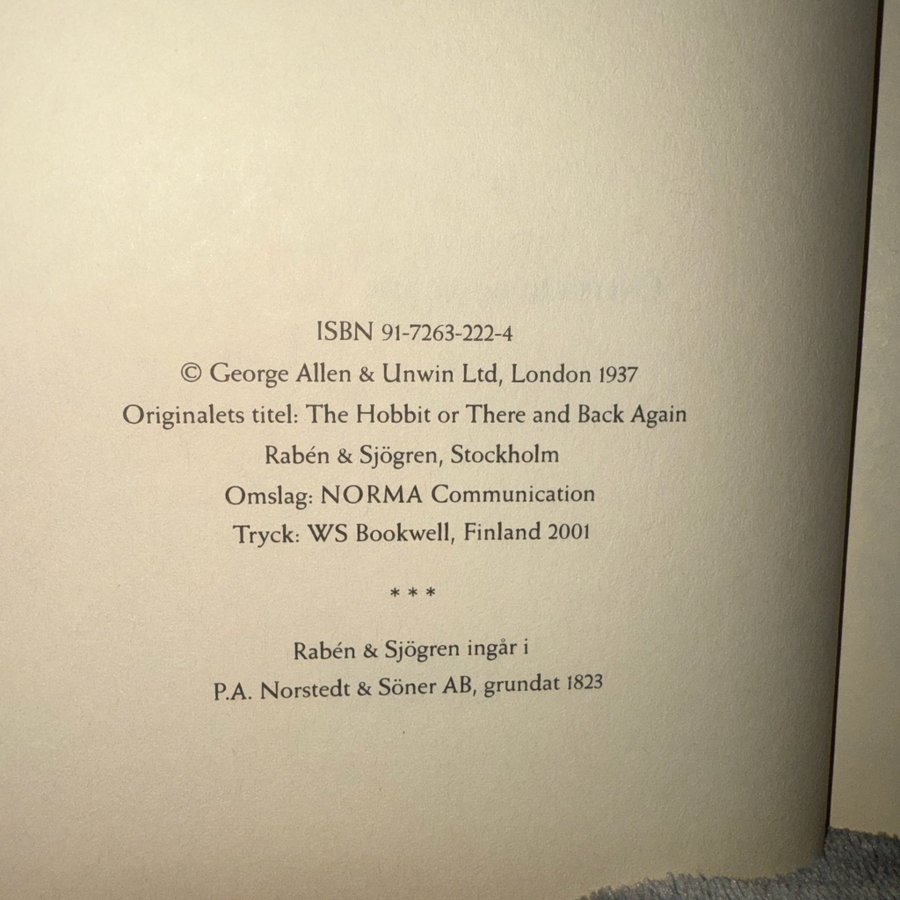 ISBN 91-7263-222-4
© George Allen & Unwin Ltd, London 1937
Originalets titel: The Hobbit or There and Back Again
Rabén & Sjögren, Stockholm
Omslag: NORMA Communication
Tryck: WS Bookwell, Finland 2001
* * *
Rabén & Sjögren ingår i
P.A. Norstedt & Söner AB, grundat 1823